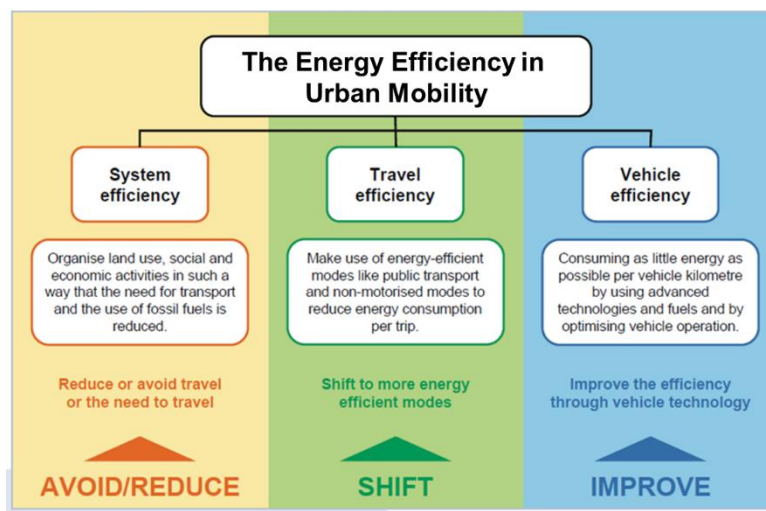 The Energy Efficiency in
Urban Mobility
System
efficiency
Travel
efficiency
Vehicle
efficiency
Organise land use, social and
economic activities in such a
way that the need for transport
and the use of fossil fuels is
reduced.
Make use of energy-efficient
modes like public transport
and non-motorised modes to
reduce energy consumption
per trip.
Consuming as little energy as
possible per vehicle kilometre
by using advanced
technologies and fuels and by
optimising vehicle operation.
Reduce or avoid travel
or the need to travel
Shift to more energy
efficient modes
Improve the efficiency
through vehicle technology
AVOID/REDUCE
SHIFT
IMPROVE